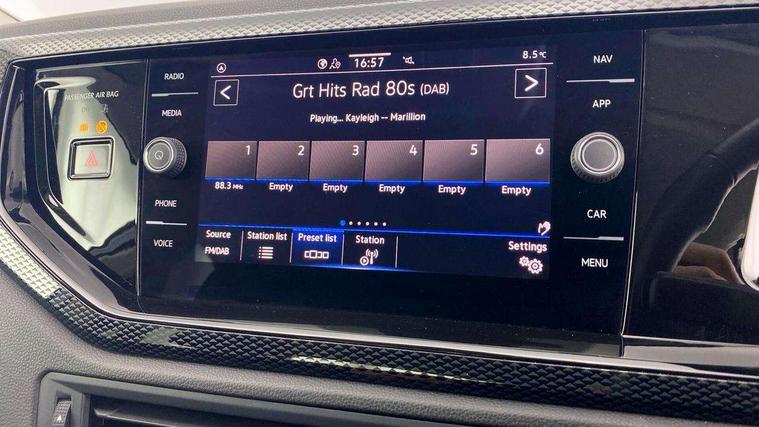 RADIO
MEDIA
PHONE
VOICE
PASSENGER AIR BAG
16:57
8.5 °C
< Grt Hits Rad 80s (DAB) >
Playing... Kayleigh -- Marillion
1 2 3 4 5 6
88.3 MHz Empty Empty Empty Empty Empty
Source Station list Preset list Station Settings
FM/DAB
NAV
APP
CAR
MENU